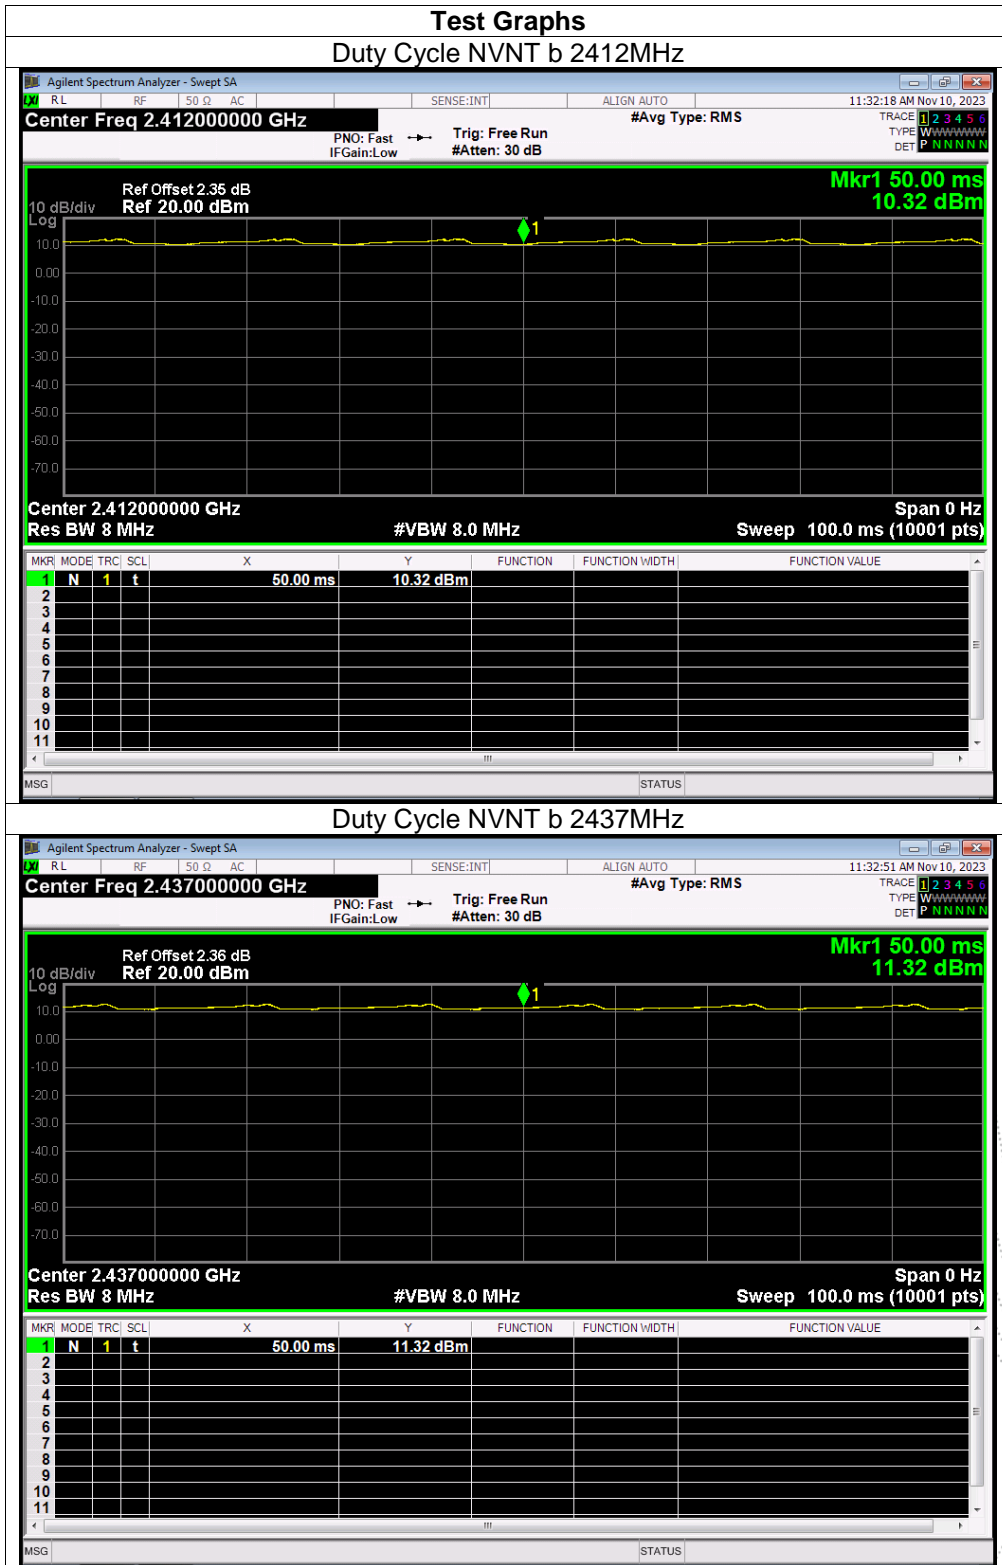 Test Graphs
Duty Cycle NVNT b 2412MHz
Agilent Spectrum Analyzer - Swept SA
LXI RL RF 50 Ω AC SENSE:INT ALIGN AUTO 11:32:18 AM Nov 10, 2023
Center Freq 2.412000000 GHz #Avg Type: RMS TRACE 1 2 3 4 5 6
PNO: Fast Trig: Free Run TYPE WWWWWW
IFGain:Low #Atten: 30 dB DET P N N N N N
Ref Offset 2.35 dB Mkr1 50.00 ms
10 dB/div Ref 20.00 dBm 10.32 dBm
Log
1
10.0
0.00
-10.0
-20.0
-30.0
-40.0
-50.0
-60.0
-70.0
Center 2.412000000 GHz Span 0 Hz
Res BW 8 MHz #VBW 8.0 MHz Sweep 100.0 ms (10001 pts)
MKR MODE TRC SCL X Y FUNCTION FUNCTION WIDTH FUNCTION VALUE
1 N 1 t 50.00 ms 10.32 dBm
2
3
4
5
6
7
8
9
10
11
MSG STATUS
Duty Cycle NVNT b 2437MHz
Agilent Spectrum Analyzer - Swept SA
LXI RL RF 50 Ω AC SENSE:INT ALIGN AUTO 11:32:51 AM Nov 10, 2023
Center Freq 2.437000000 GHz #Avg Type: RMS TRACE 1 2 3 4 5 6
PNO: Fast Trig: Free Run TYPE WWWWWW
IFGain:Low #Atten: 30 dB DET P N N N N N
Ref Offset 2.36 dB Mkr1 50.00 ms
10 dB/div Ref 20.00 dBm 11.32 dBm
Log
1
10.0
0.00
-10.0
-20.0
-30.0
-40.0
-50.0
-60.0
-70.0
Center 2.437000000 GHz Span 0 Hz
Res BW 8 MHz #VBW 8.0 MHz Sweep 100.0 ms (10001 pts)
MKR MODE TRC SCL X Y FUNCTION FUNCTION WIDTH FUNCTION VALUE
1 N 1 t 50.00 ms 11.32 dBm
2
3
4
5
6
7
8
9
10
11
MSG STATUS